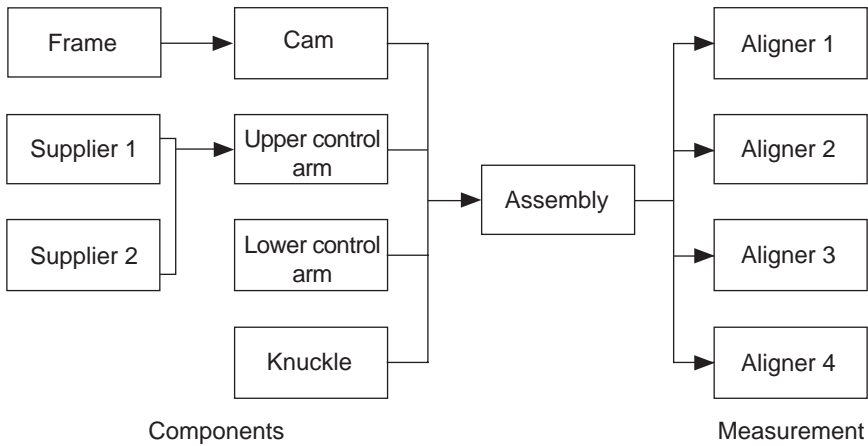 Frame
Cam
Aligner 1
Supplier 1
Upper control
arm
Aligner 2
Assembly
Supplier 2
Lower control
arm
Aligner 3
Knuckle
Aligner 4
Components
Measurement